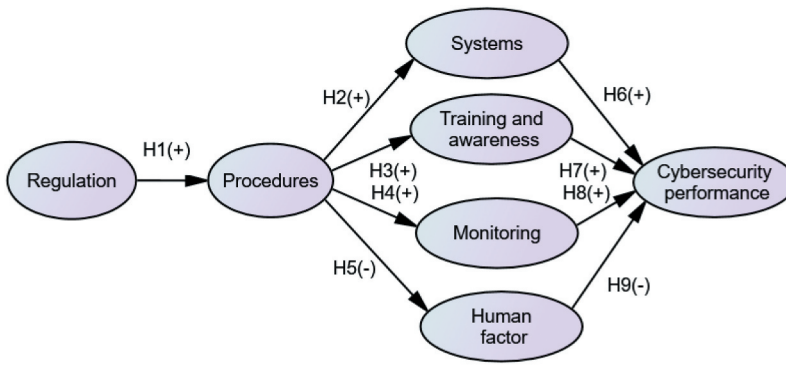 Systems
H2(+)
H6(+)
Training and
awareness
H1(+)
H3(+)
H7(+)
Regulation
Procedures
Cybersecurity
performance
H4(+)
H8(+)
Monitoring
H5(-)
H9(-)
Human
factor